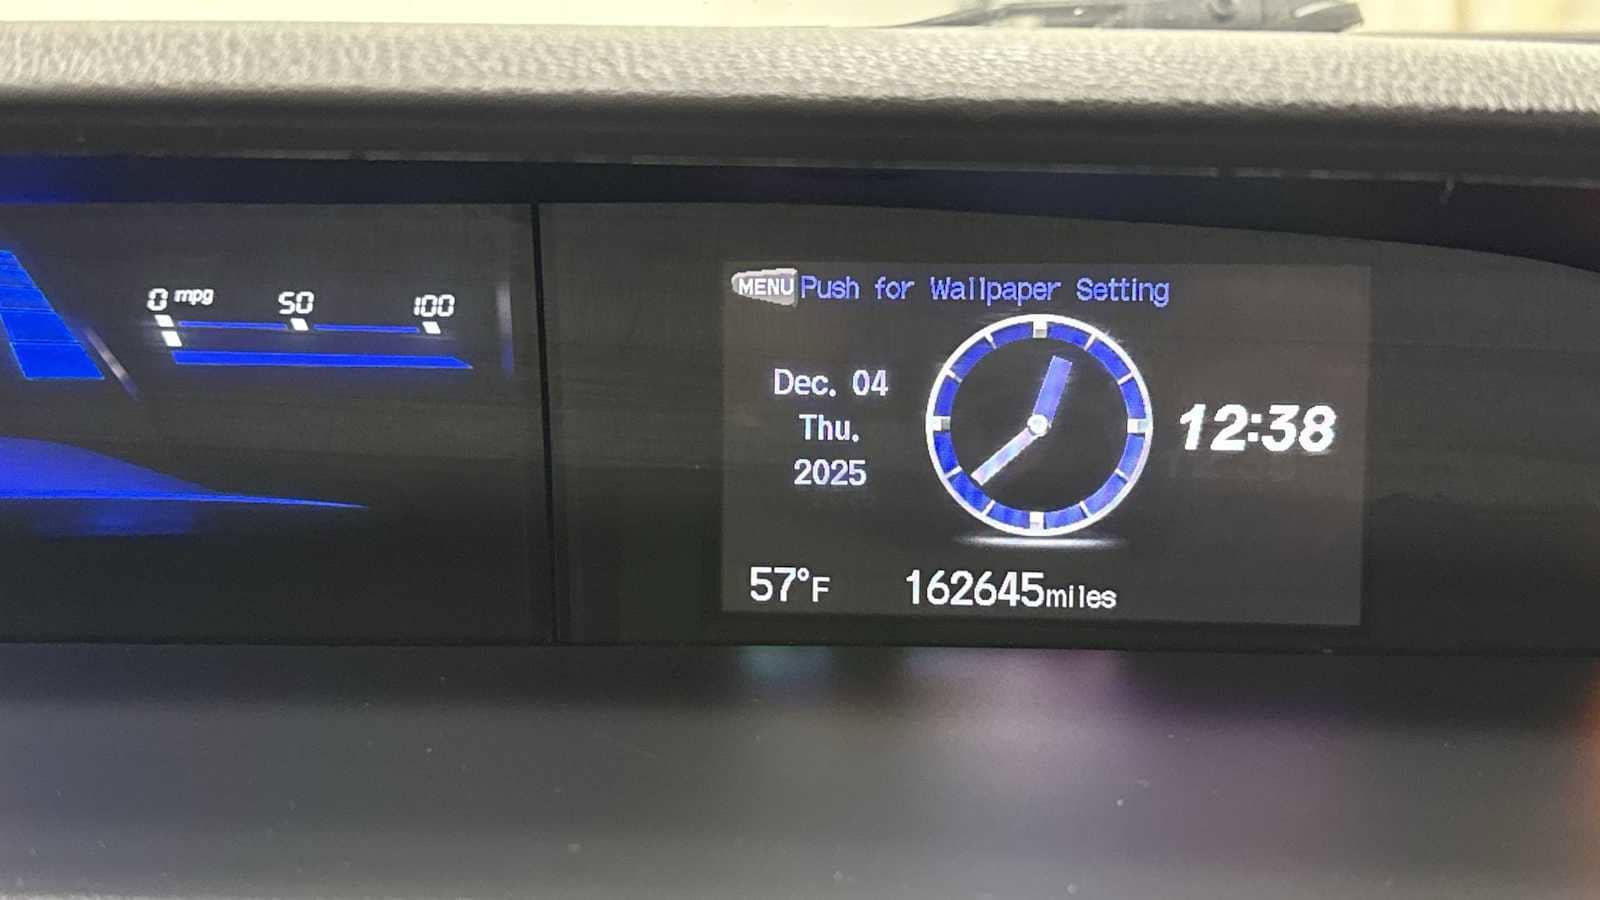 0 mpg 50 100
MENU Push for Wallpaper Setting
Dec. 04
Thu.
2025
12:38
57°F 162645miles